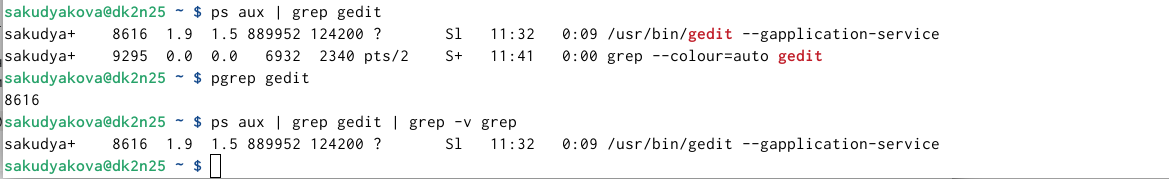 sakudyakova@dk2n25 ~ $ ps aux | grep gedit
sakudya+    8616  1.9  1.5 889952 124200 ?       Sl   11:32   0:09 /usr/bin/gedit --gapplication-service
sakudya+    9295  0.0  0.0   6932  2340 pts/2    S+   11:41   0:00 grep --colour=auto gedit
sakudyakova@dk2n25 ~ $ pgrep gedit
8616
sakudyakova@dk2n25 ~ $ ps aux | grep gedit | grep -v grep
sakudya+    8616  1.9  1.5 889952 124200 ?       Sl   11:32   0:09 /usr/bin/gedit --gapplication-service
sakudyakova@dk2n25 ~ $